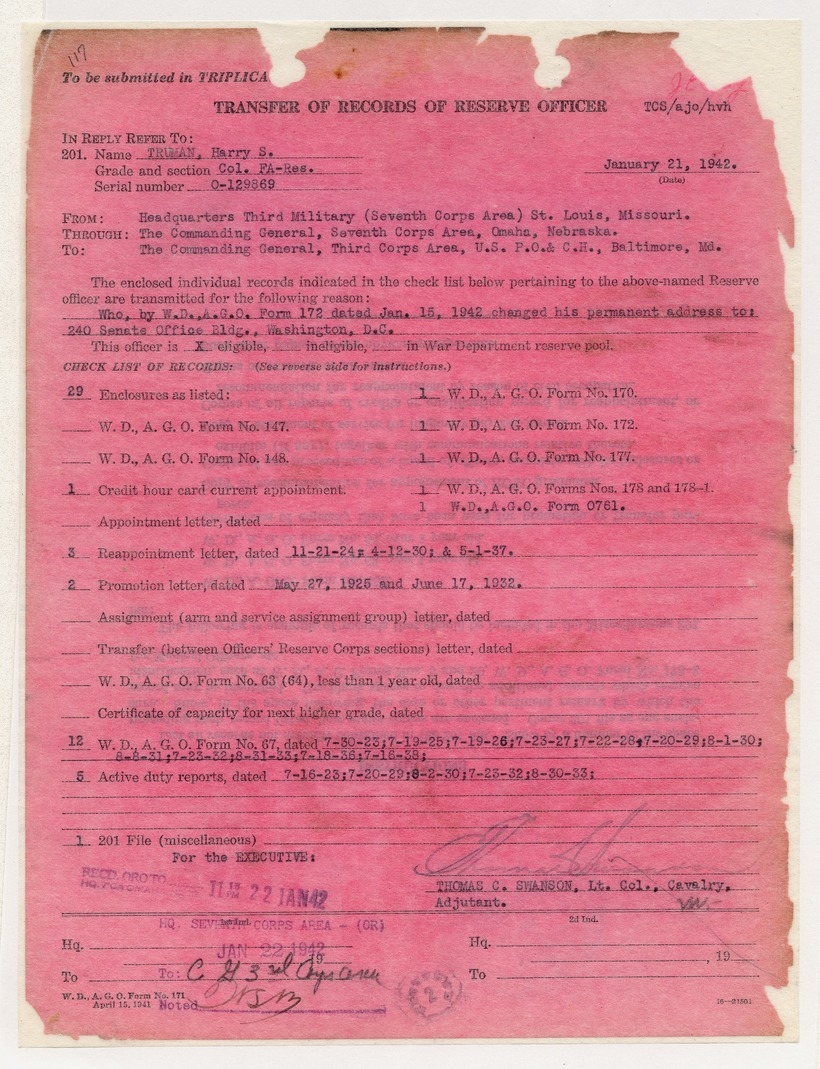 117
To be submitted in TRIPLICA
TRANSFER OF RECORDS OF RESERVE OFFICER TCS/ajo/hvh
IN REPLY REFER TO:
201. Name TRUMAN, Harry S.
Grade and section Col. FA-Res. January 21, 1942.
Serial number O-129869 (Date)
FROM: Headquarters Third Military (Seventh Corps Area) St. Louis, Missouri.
THROUGH: The Commanding General, Seventh Corps Area, Omaha, Nebraska.
TO: The Commanding General, Third Corps Area, U.S. P.O.& C.H., Baltimore, Md.
The enclosed individual records indicated in the check list below pertaining to the above-named Reserve
officer are transmitted for the following reason:
Who, by W.D.,A.G.O. Form 172 dated Jan. 15, 1942 changed his permanent address to:
240 Senate Office Bldg., Washington, D.C.
This officer is X eligible, ineligible, in War Department reserve pool.
CHECK LIST OF RECORDS: (See reverse side for instructions.)
29 Enclosures as listed: 1 W. D., A. G. O. Form No. 170.
W. D., A. G. O. Form No. 147. 1 W. D., A. G. O. Form No. 172.
W. D., A. G. O. Form No. 148. 1 W. D., A. G. O. Form No. 177.
1 Credit hour card current appointment. 1 W. D., A. G. O. Forms Nos. 178 and 178-1.
1 W.D.,A.G.O. Form 0761.
Appointment letter, dated
3 Reappointment letter, dated 11-21-24; 4-12-30; & 5-1-37.
2 Promotion letter, dated May 27, 1925 and June 17, 1932.
Assignment (arm and service assignment group) letter, dated
Transfer (between Officers' Reserve Corps sections) letter, dated
W. D., A. G. O. Form No. 63 (64), less than 1 year old, dated
Certificate of capacity for next higher grade, dated
12 W. D., A. G. O. Form No. 67, dated 7-30-23;7-19-25;7-19-26;7-23-27;7-22-28;7-20-29;8-1-30;
8-8-31;7-23-32;8-31-33;7-18-36;7-16-38;
5 Active duty reports, dated 7-16-23;7-20-29;8-2-30;7-23-32;8-30-33;
1 201 File (miscellaneous)
For the EXECUTIVE:
THOMAS C. SWANSON, Lt. Col., Cavalry,
Adjutant.
RECD. OROTO
22 JAN 42
1st Ind. 2d Ind.
HQ. SEVENTH CORPS AREA - (OR)
Hq. JAN 22 1942 Hq.
19 , 19
To To: C G 3rd Corps area To
W. D., A. G. O. Form No. 171
April 15, 1941 Noted
16-21501